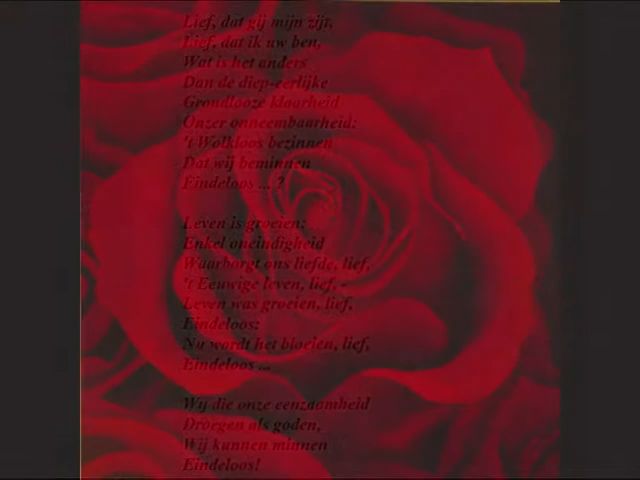 Lief, dat gij mijn zijt,
Lief, dat ik uw ben,
Wat is het anders
Dan de diep-eerlijke
Grondlooze klaarheid
Onzer onneembaarheid:
't Wolkloos bezinnen
Dat wij beminnen
Eindeloos ... ?
Leven is groeien:
Enkel oneindigheid
Waarborgt ons liefde, lief,-
't Eeuwige leven, lief, -
Leven was groeien, lief,
Eindeloos:
Nu wordt het bloeien, lief,
Eindeloos ...
Wij die onze eenzaamheid
Droegen als goden,
Wij kunnen minnen
Eindeloos!